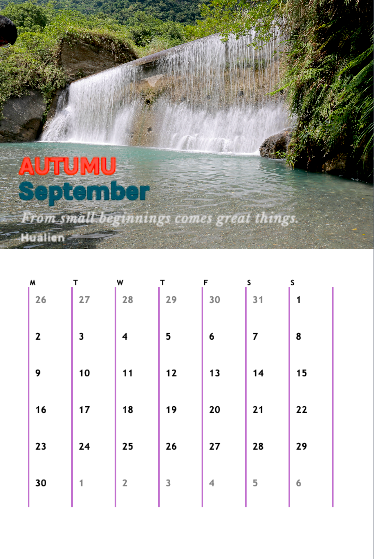 AUTUMU
September
From small beginnings comes great things.
Hualien
M T W T F S S
26 27 28 29 30 31 1
2 3 4 5 6 7 8
9 10 11 12 13 14 15
16 17 18 19 20 21 22
23 24 25 26 27 28 29
30 1 2 3 4 5 6